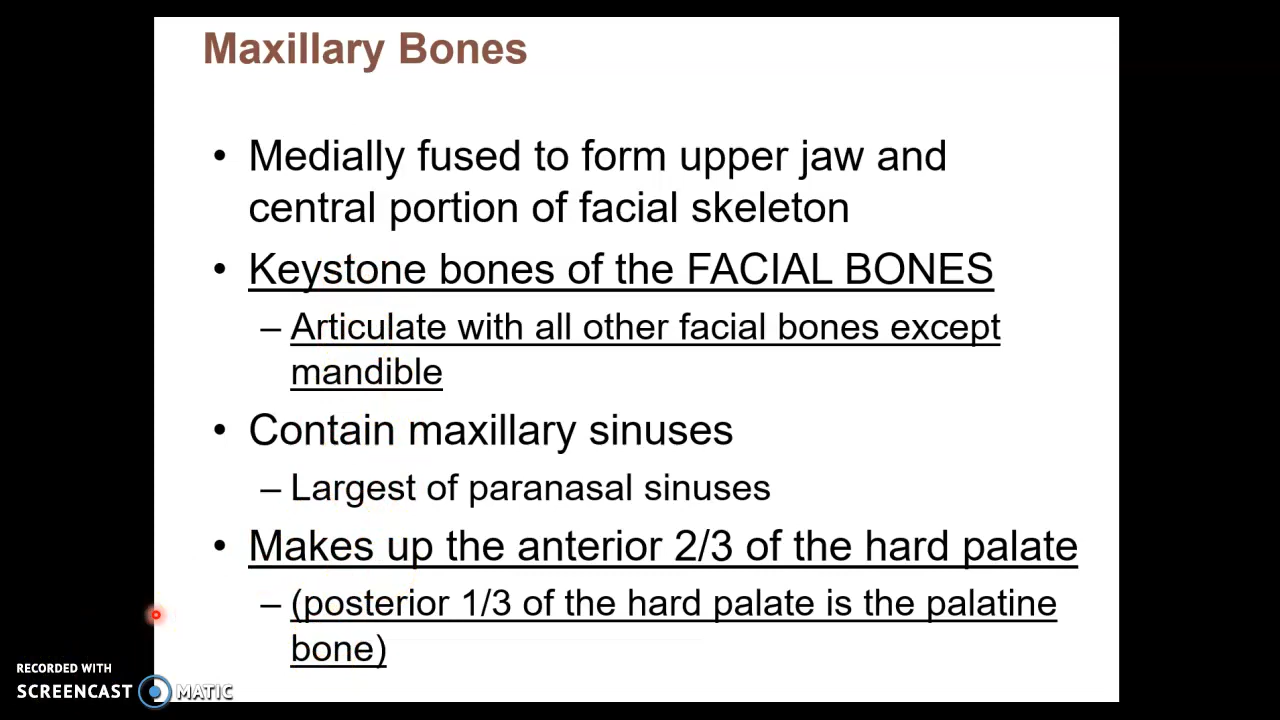 Maxillary Bones
• Medially fused to form upper jaw and
central portion of facial skeleton
• Keystone bones of the FACIAL BONES
– Articulate with all other facial bones except
mandible
• Contain maxillary sinuses
– Largest of paranasal sinuses
• Makes up the anterior 2/3 of the hard palate
– (posterior 1/3 of the hard palate is the palatine
bone)
RECORDED WITH
SCREENCAST MATIC